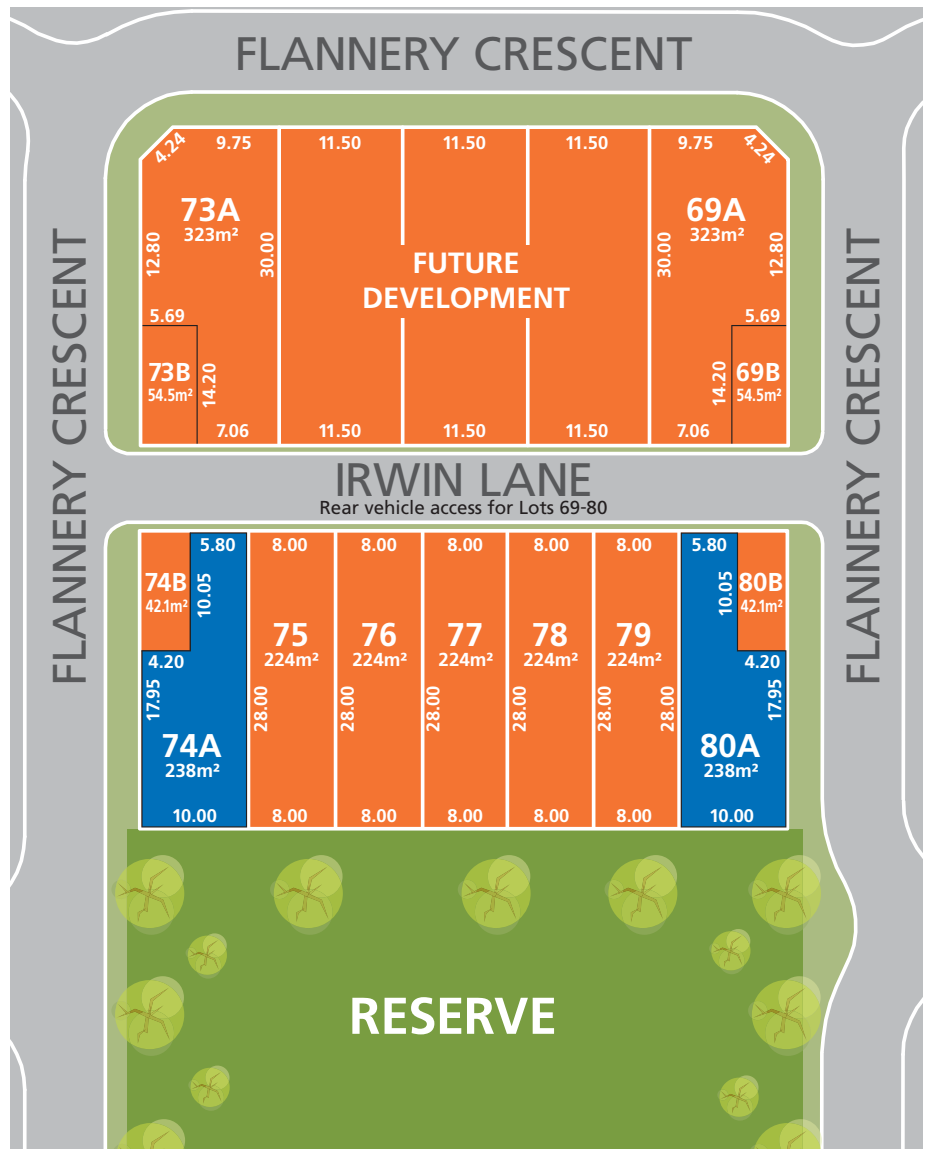 FLANNERY CRESCENT
4.24
9.75
11.50
11.50
11.50
9.75
4.24
73A
323m²
69A
323m²
12.80
30.00
30.00
12.80
FUTURE
DEVELOPMENT
5.69
5.69
73B
54.5m²
14.20
14.20
69B
54.5m²
7.06
11.50
11.50
11.50
7.06
FLANNERY CRESCENT
FLANNERY CRESCENT
IRWIN LANE
Rear vehicle access for Lots 69-80
5.80
8.00
8.00
8.00
8.00
8.00
5.80
74B
42.1m²
10.05
10.05
80B
42.1m²
75
224m²
76
224m²
77
224m²
78
224m²
79
224m²
4.20
4.20
17.95
28.00
28.00
28.00
28.00
28.00
28.00
17.95
74A
238m²
80A
238m²
10.00
8.00
8.00
8.00
8.00
8.00
10.00
RESERVE